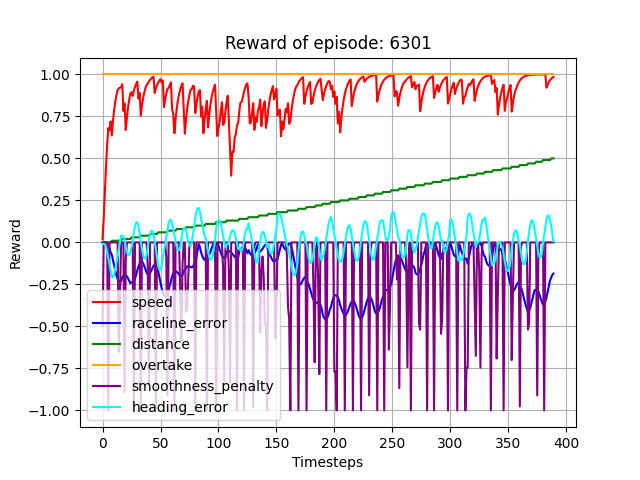 Reward of episode: 6301
Reward
1.00
0.75
0.50
0.25
0.00
−0.25
−0.50
−0.75
−1.00
speed
raceline_error
distance
overtake
smoothness_penalty
heading_error
0 50 100 150 200 250 300 350 400
Timesteps